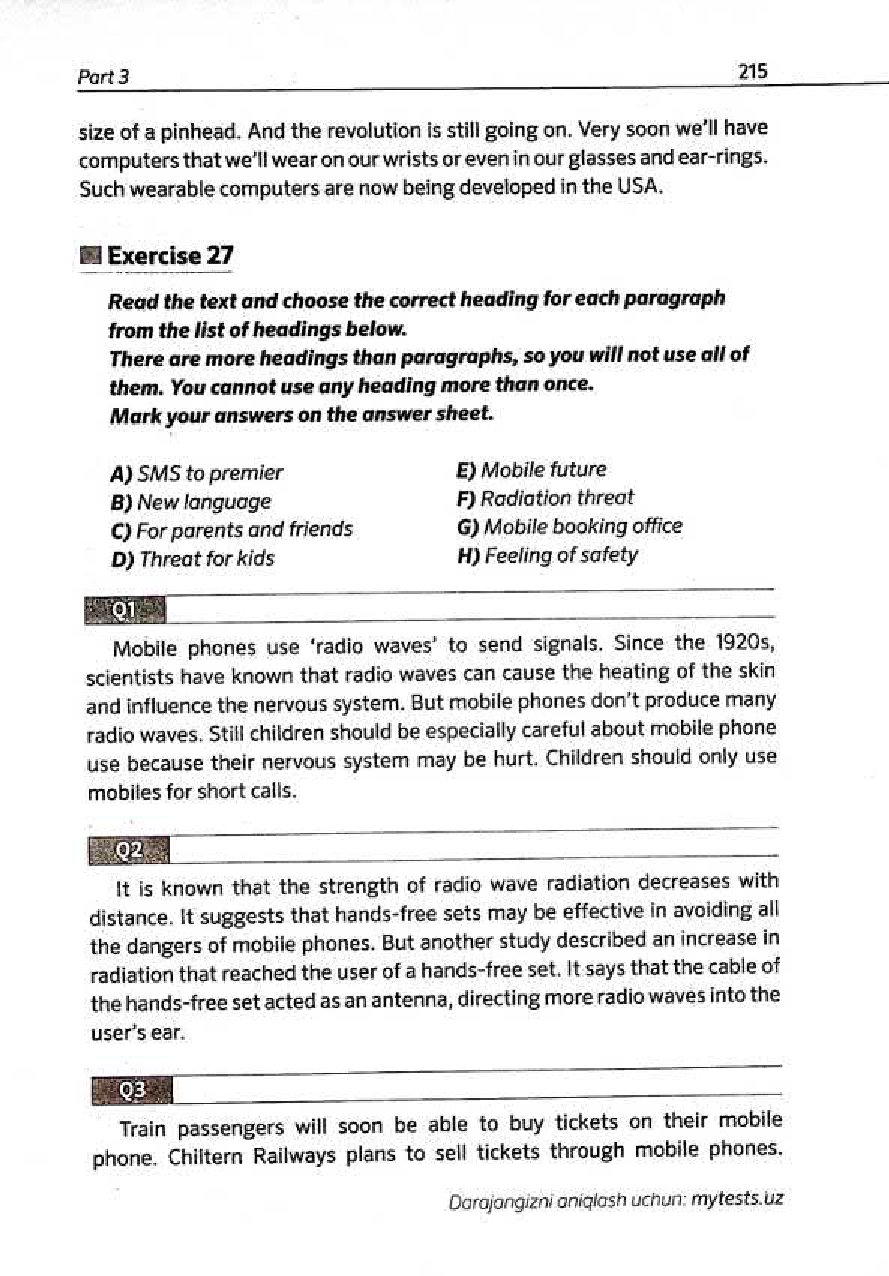 Part 3
215
size of a pinhead. And the revolution is still going on. Very soon we'll have
computers that we'll wear on our wrists or even in our glasses and ear-rings.
Such wearable computers are now being developed in the USA.
Exercise 27
Read the text and choose the correct heading for each paragraph
from the list of headings below.
There are more headings than paragraphs, so you will not use all of
them. You cannot use any heading more than once.
Mark your answers on the answer sheet.
A) SMS to premier
B) New language
C) For parents and friends
D) Threat for kids
E) Mobile future
F) Radiation threat
G) Mobile booking office
H) Feeling of safety
Q1
Mobile phones use 'radio waves' to send signals. Since the 1920s,
scientists have known that radio waves can cause the heating of the skin
and influence the nervous system. But mobile phones don't produce many
radio waves. Still children should be especially careful about mobile phone
use because their nervous system may be hurt. Children should only use
mobiles for short calls.
Q2
It is known that the strength of radio wave radiation decreases with
distance. It suggests that hands-free sets may be effective in avoiding all
the dangers of mobile phones. But another study described an increase in
radiation that reached the user of a hands-free set. It says that the cable of
the hands-free set acted as an antenna, directing more radio waves into the
user's ear.
Q3
Train passengers will soon be able to buy tickets on their mobile
phone. Chiltern Railways plans to sell tickets through mobile phones.
Darajangizni aniqlash uchun: mytests.uz